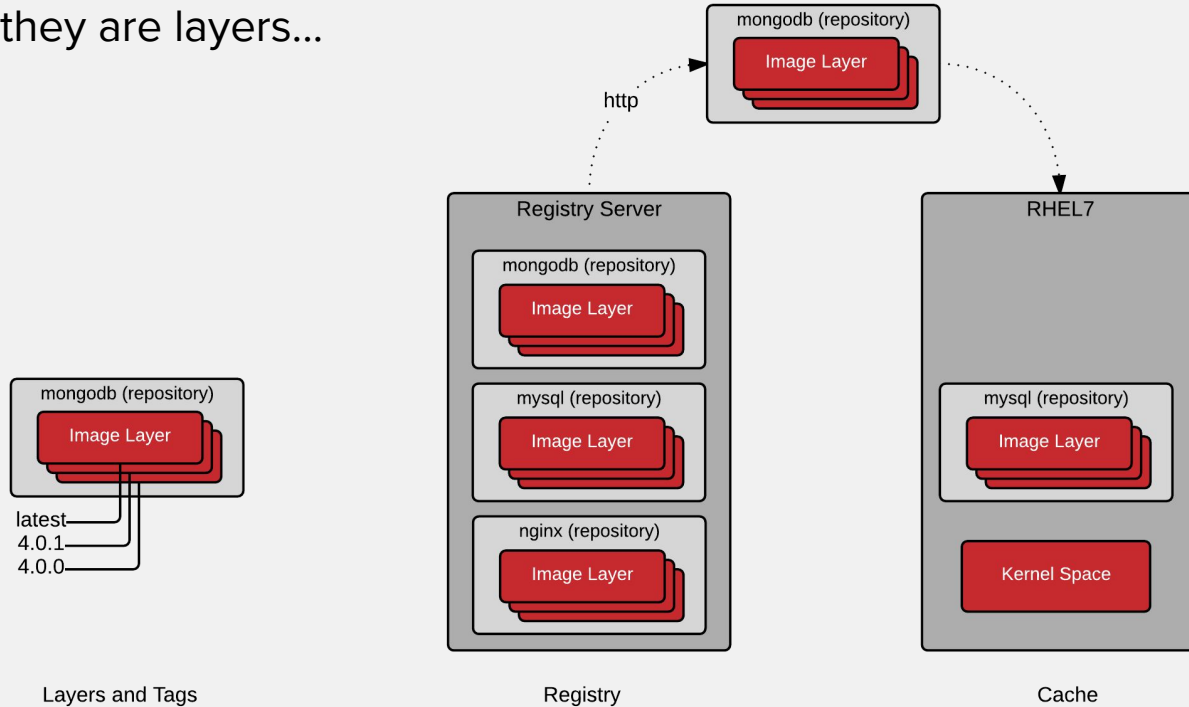 they are layers...
mongodb (repository)
Image Layer
http
Registry Server
mongodb (repository)
Image Layer
mysql (repository)
Image Layer
nginx (repository)
Image Layer
RHEL7
mysql (repository)
Image Layer
Kernel Space
mongodb (repository)
Image Layer
latest
4.0.1
4.0.0
Layers and Tags
Registry
Cache